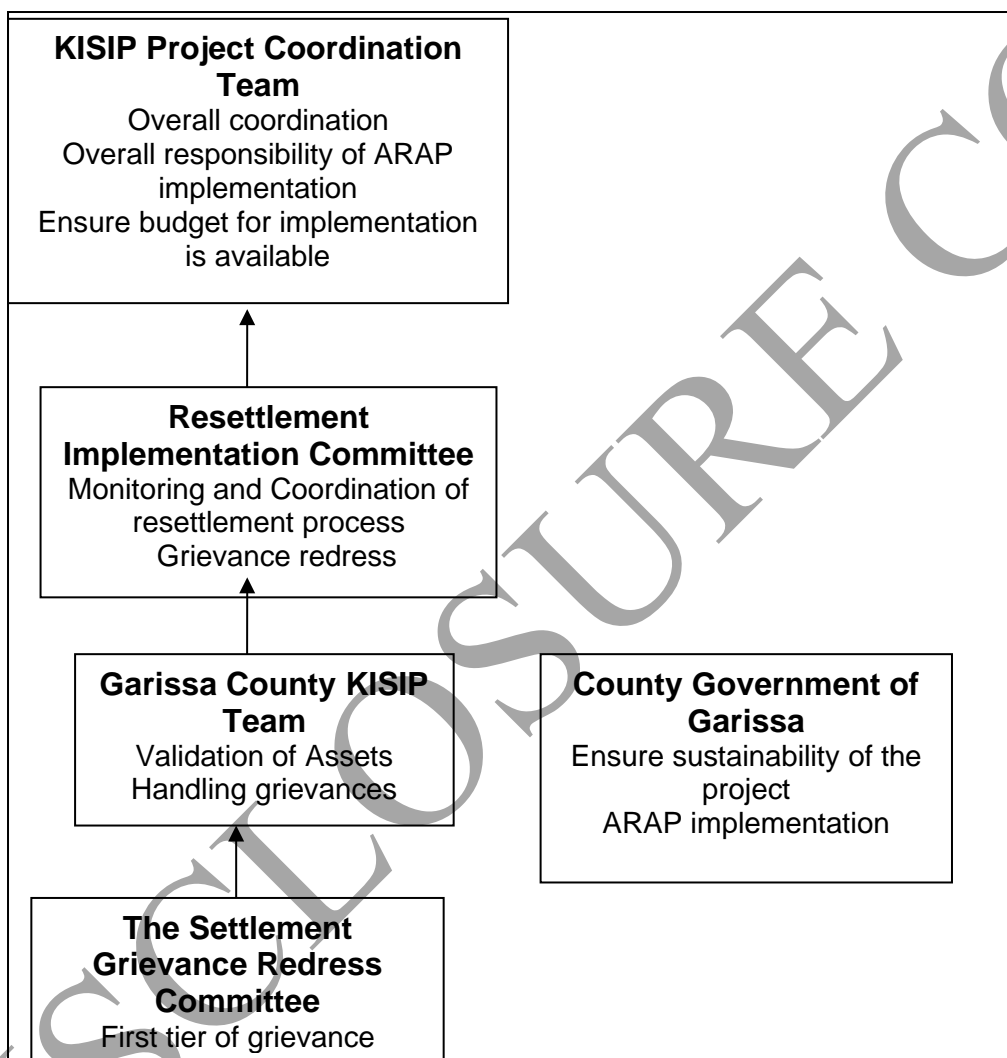 KISIP Project Coordination
Team
Overall coordination
Overall responsibility of ARAP
implementation
Ensure budget for implementation
is available
Resettlement
Implementation Committee
Monitoring and Coordination of
resettlement process
Grievance redress
Garissa County KISIP
Team
Validation of Assets
Handling grievances
County Government of
Garissa
Ensure sustainability of the
project
ARAP implementation
The Settlement
Grievance Redress
Committee
First tier of grievance
SCLOSURE CO